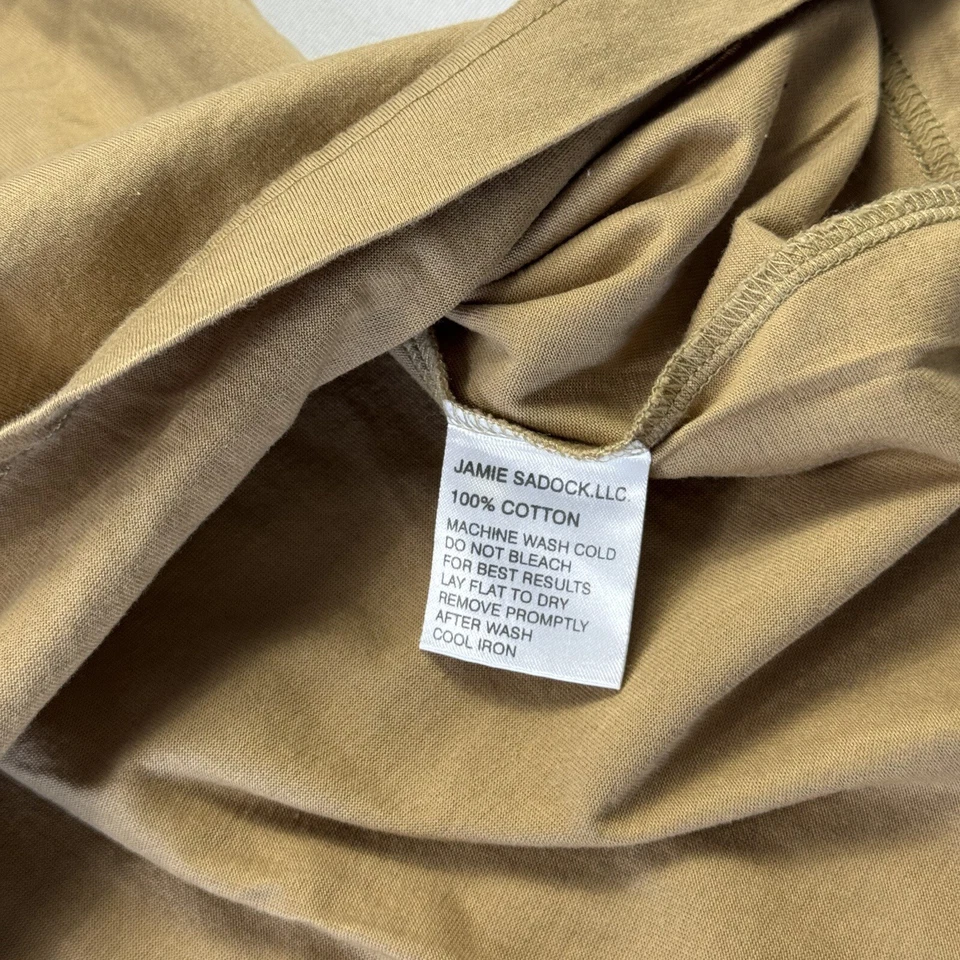 JAMIE SADOCK.LLC.
100% COTTON
MACHINE WASH COLD
DO NOT BLEACH
FOR BEST RESULTS
LAY FLAT TO DRY
REMOVE PROMPTLY
AFTER WASH
COOL IRON